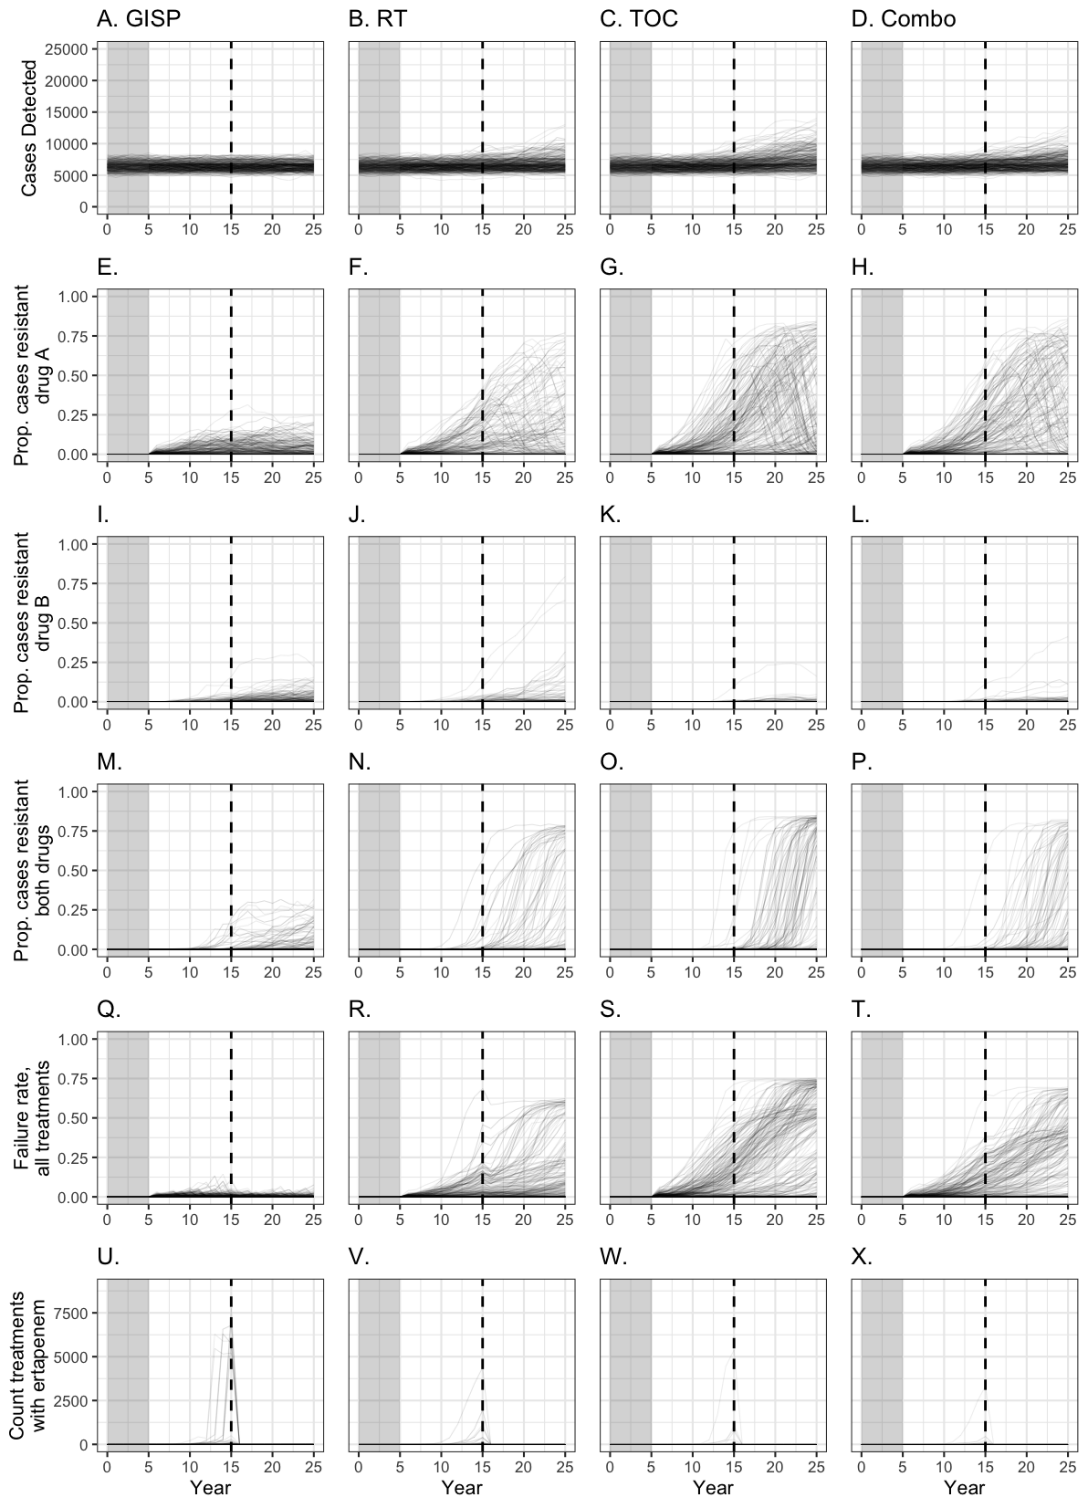 A. GISP
B. RT
C. TOC
D. Combo
Cases Detected
25000
20000
15000
10000
5000
0
0 5 10 15 20 25
0 5 10 15 20 25
0 5 10 15 20 25
0 5 10 15 20 25
E.
F.
G.
H.
Prop. cases resistant
drug A
1.00
0.75
0.50
0.25
0.00
0 5 10 15 20 25
0 5 10 15 20 25
0 5 10 15 20 25
0 5 10 15 20 25
I.
J.
K.
L.
Prop. cases resistant
drug B
1.00
0.75
0.50
0.25
0.00
0 5 10 15 20 25
0 5 10 15 20 25
0 5 10 15 20 25
0 5 10 15 20 25
M.
N.
O.
P.
Prop. cases resistant
both drugs
1.00
0.75
0.50
0.25
0.00
0 5 10 15 20 25
0 5 10 15 20 25
0 5 10 15 20 25
0 5 10 15 20 25
Q.
R.
S.
T.
Failure rate,
all treatments
1.00
0.75
0.50
0.25
0.00
0 5 10 15 20 25
0 5 10 15 20 25
0 5 10 15 20 25
0 5 10 15 20 25
U.
V.
W.
X.
Count treatments
with ertapenem
7500
5000
2500
0
0 5 10 15 20 25
0 5 10 15 20 25
0 5 10 15 20 25
0 5 10 15 20 25
Year
Year
Year
Year